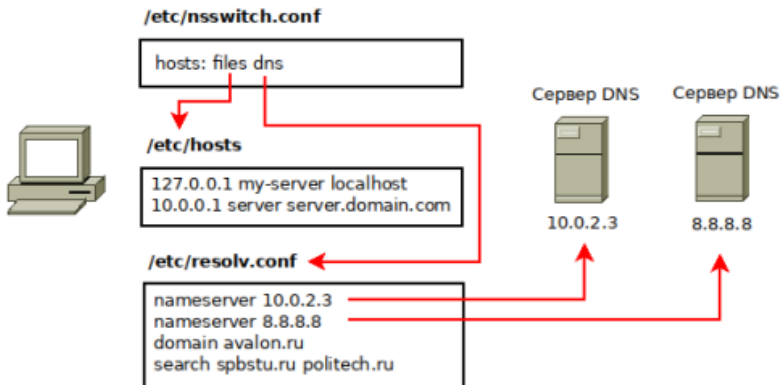 /etc/nsswitch.conf
hosts: files dns
/etc/hosts
127.0.0.1 my-server localhost
10.0.0.1 server server.domain.com
/etc/resolv.conf
nameserver 10.0.2.3
nameserver 8.8.8.8
domain avalon.ru
search spbstu.ru politech.ru
Сервер DNS
10.0.2.3
Сервер DNS
8.8.8.8